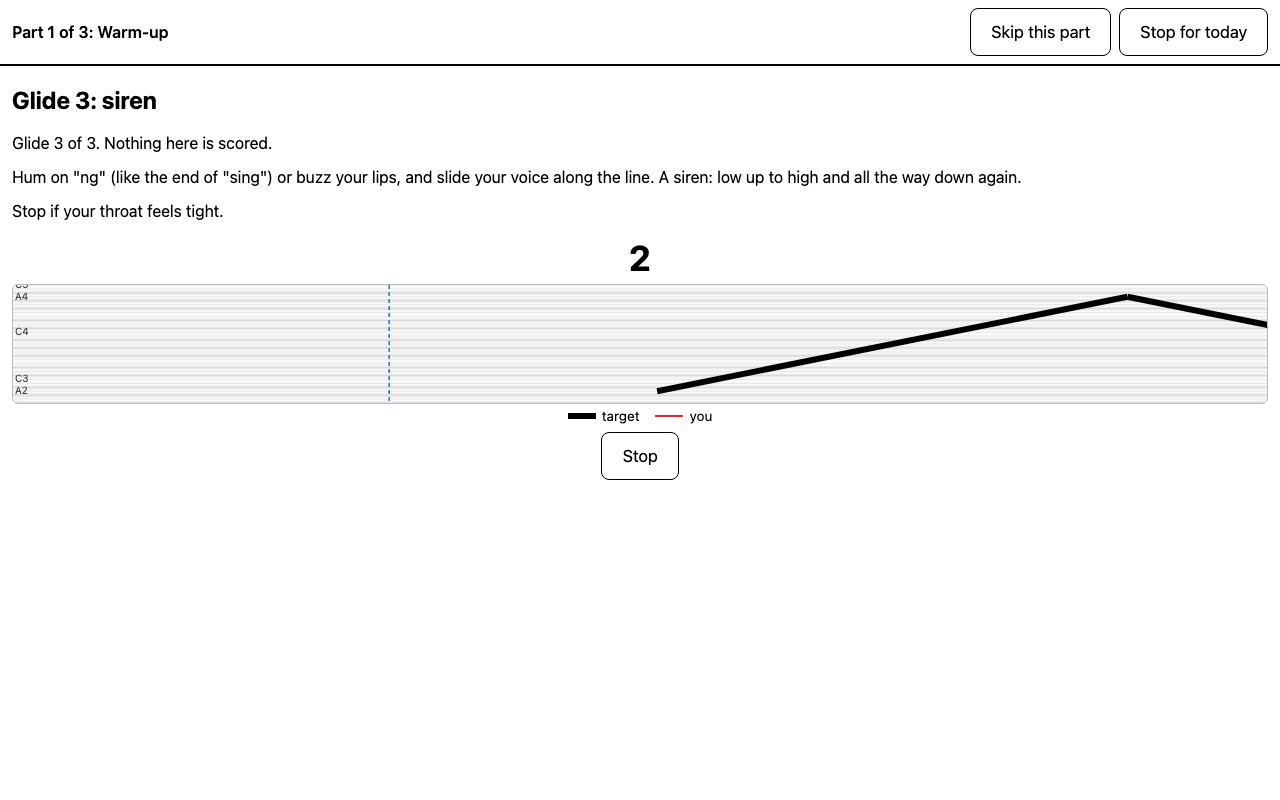 Part 1 of 3: Warm-up
Skip this part
Stop for today
Glide 3: siren
Glide 3 of 3. Nothing here is scored.
Hum on "ng" (like the end of "sing") or buzz your lips, and slide your voice along the line. A siren: low up to high and all the way down again.
Stop if your throat feels tight.
2
A4
C4
C3
A2
target
you
Stop